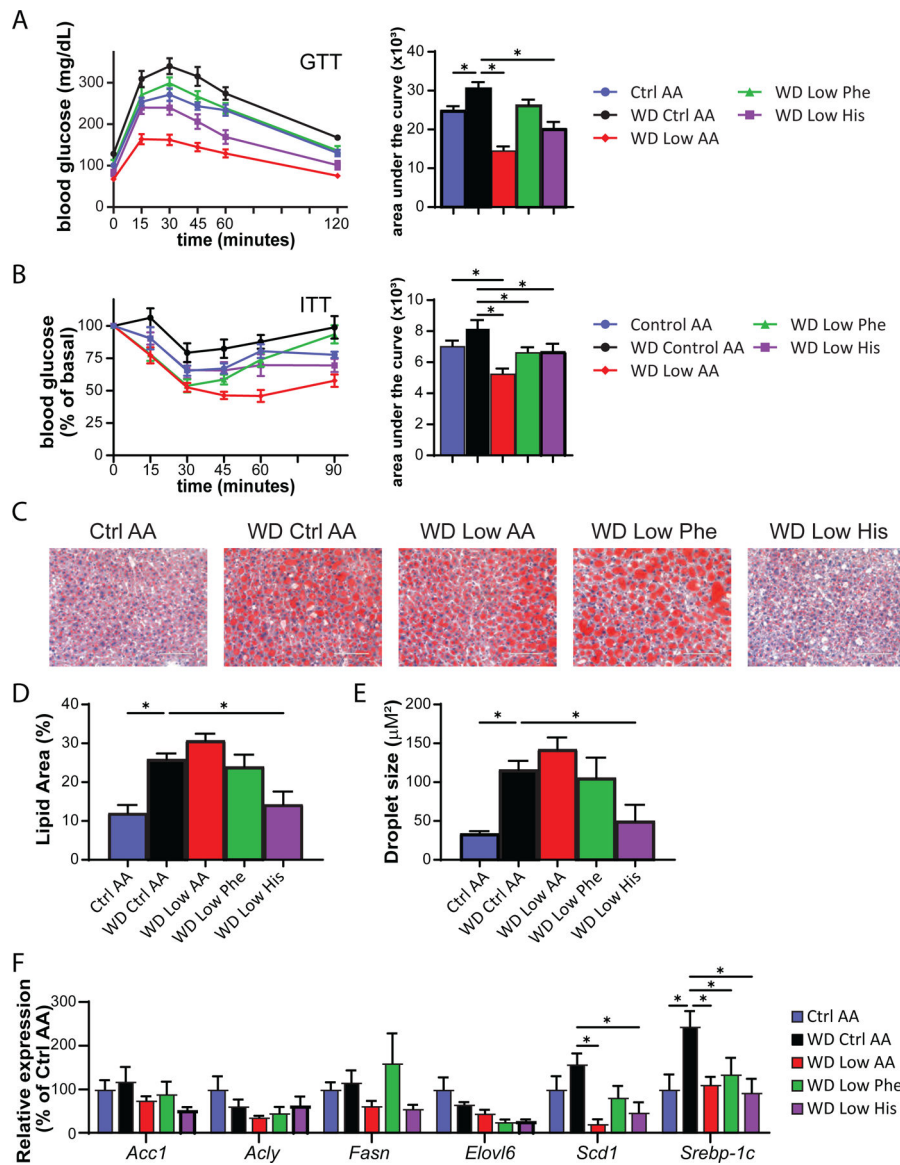 A
GTT
blood glucose (mg/dL)
300
200
100
0
0 15 30 45 60 120
time (minutes)
area under the curve (x10³)
40
30
20
10
0
*
*
*
Ctrl AA
WD Ctrl AA
WD Low AA
WD Low Phe
WD Low His
B
ITT
blood glucose
(% of basal)
100
75
50
25
0
0 15 30 45 60 90
time (minutes)
area under the curve (x10³)
10
8
6
4
2
0
*
*
*
*
Control AA
WD Control AA
WD Low AA
WD Low Phe
WD Low His
C
Ctrl AA
WD Ctrl AA
WD Low AA
WD Low Phe
WD Low His
D
Lipid Area (%)
40
30
20
10
0
*
*
Ctrl AA
WD Ctrl AA
WD Low AA
WD Low Phe
WD Low His
E
Droplet size (µM²)
200
150
100
50
0
*
*
Ctrl AA
WD Ctrl AA
WD Low AA
WD Low Phe
WD Low His
F
Relative expression
(% of Ctrl AA)
300
200
100
0
*
*
*
*
*
*
Acc1
Acly
Fasn
Elovl6
Scd1
Srebp-1c
Ctrl AA
WD Ctrl AA
WD Low AA
WD Low Phe
WD Low His